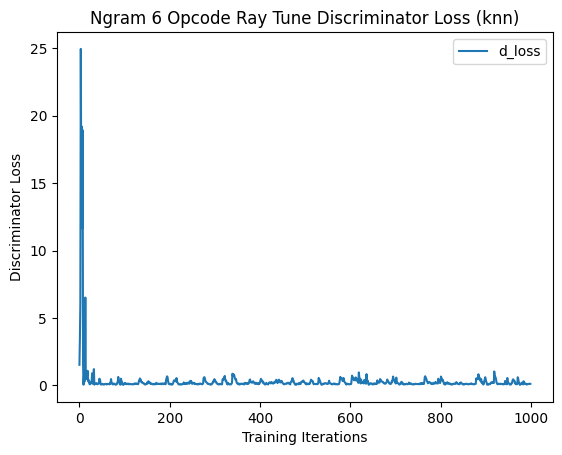 Ngram 6 Opcode Ray Tune Discriminator Loss (knn)
d_loss
25
20
15
10
5
0
Discriminator Loss
0 200 400 600 800 1000
Training Iterations